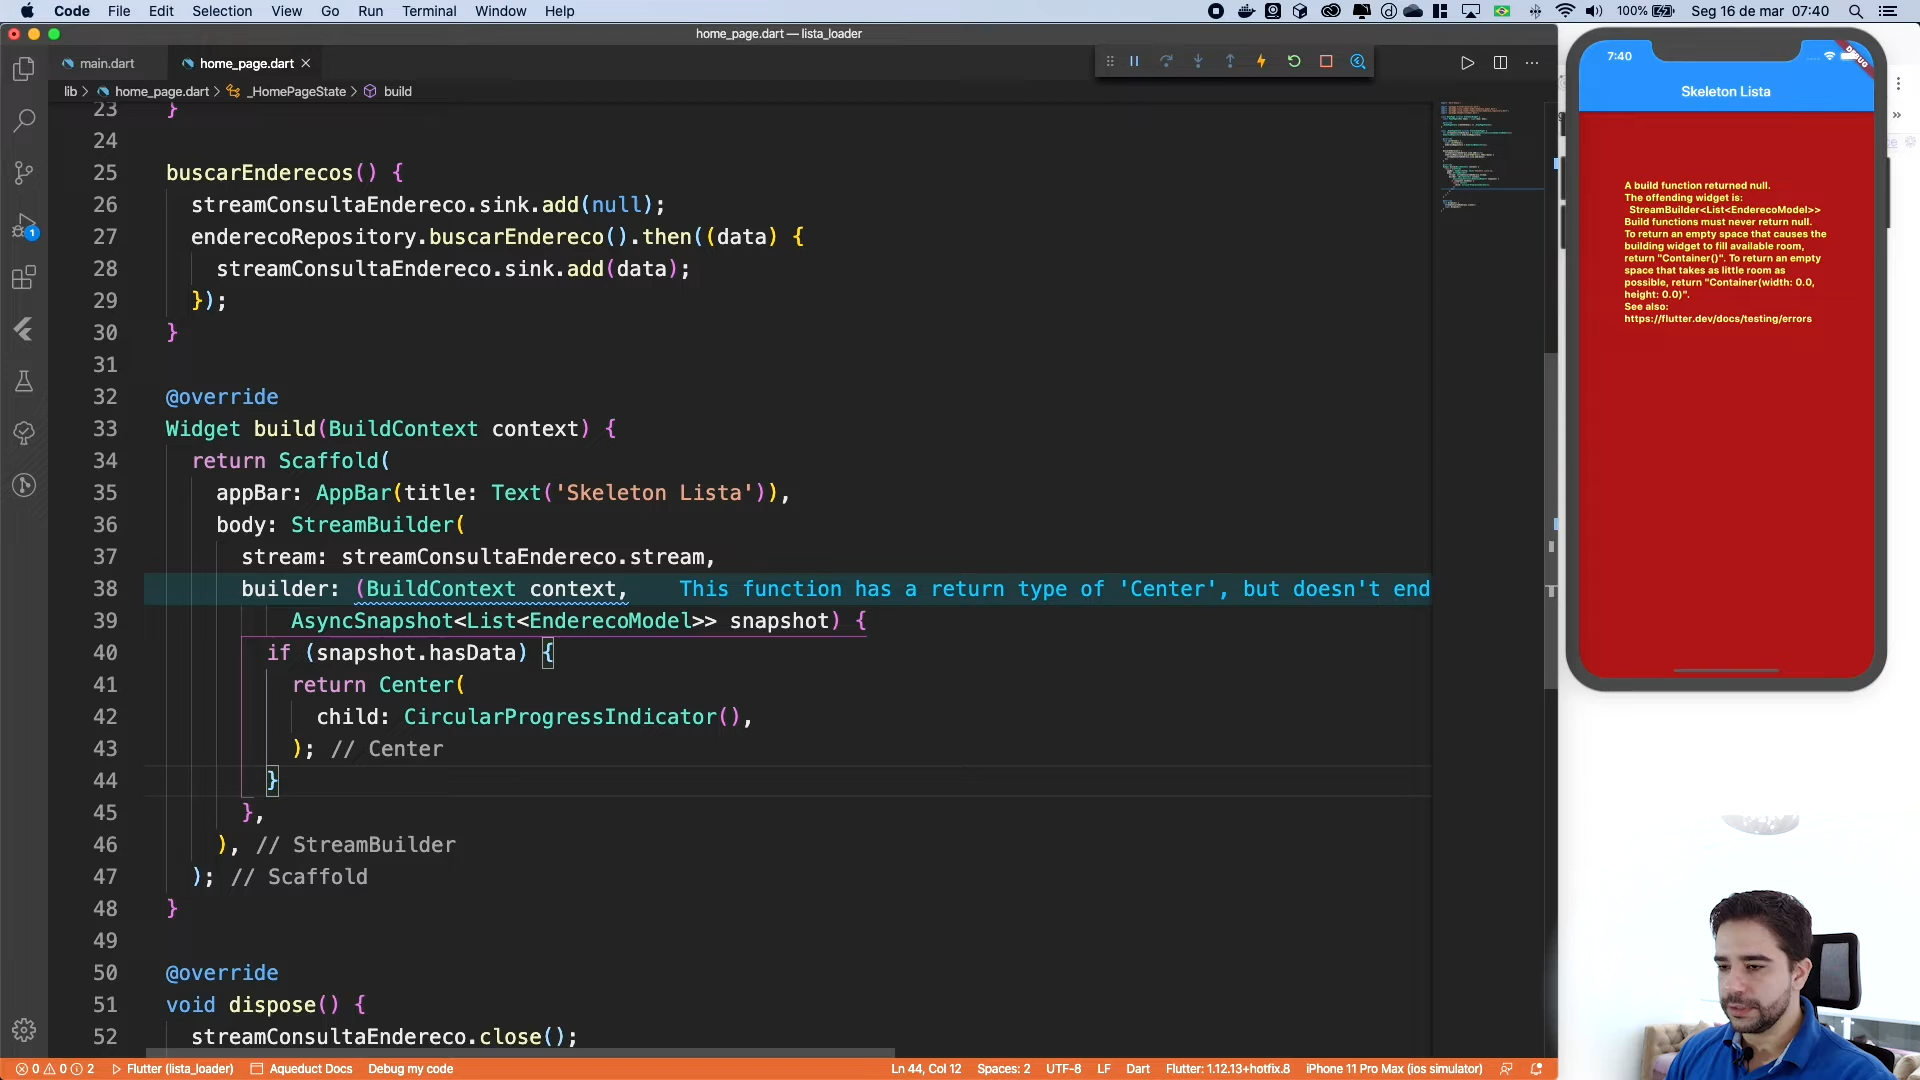 Code File Edit Selection View Go Run Terminal Window Help
100% Seg 16 de mar 07:40
home_page.dart — lista_loader
main.dart home_page.dart
lib home_page.dart _HomePageState build
23 }
24
25 buscarEnderecos() {
26 streamConsultaEndereco.sink.add(null);
27 enderecoRepository.buscarEndereco().then((data) {
28 streamConsultaEndereco.sink.add(data);
29 });
30 }
31
32 @override
33 Widget build(BuildContext context) {
34 return Scaffold(
35 appBar: AppBar(title: Text('Skeleton Lista')),
36 body: StreamBuilder(
37 stream: streamConsultaEndereco.stream,
38 builder: (BuildContext context, This function has a return type of 'Center', but doesn't end
39 AsyncSnapshot<List<EnderecoModel>> snapshot) {
40 if (snapshot.hasData) {
41 return Center(
42 child: CircularProgressIndicator(),
43 ); // Center
44 }
45 },
46 ), // StreamBuilder
47 ); // Scaffold
48 }
49
50 @override
51 void dispose() {
52 streamConsultaEndereco.close();
1
0 0 2 Flutter (lista_loader) Aqueduct Docs Debug my code
Ln 44, Col 12 Spaces: 2 UTF-8 LF Dart Flutter: 1.12.13+hotfix.8 iPhone 11 Pro Max (ios simulator)
7:40
DEBUG
Skeleton Lista
A build function returned null.
The offending widget is:
StreamBuilder<List<EnderecoModel>>
Build functions must never return null.
To return an empty space that causes the
building widget to fill available room,
return "Container()". To return an empty
space that takes as little room as
possible, return "Container(width: 0.0,
height: 0.0)".
See also:
https://flutter.dev/docs/testing/errors